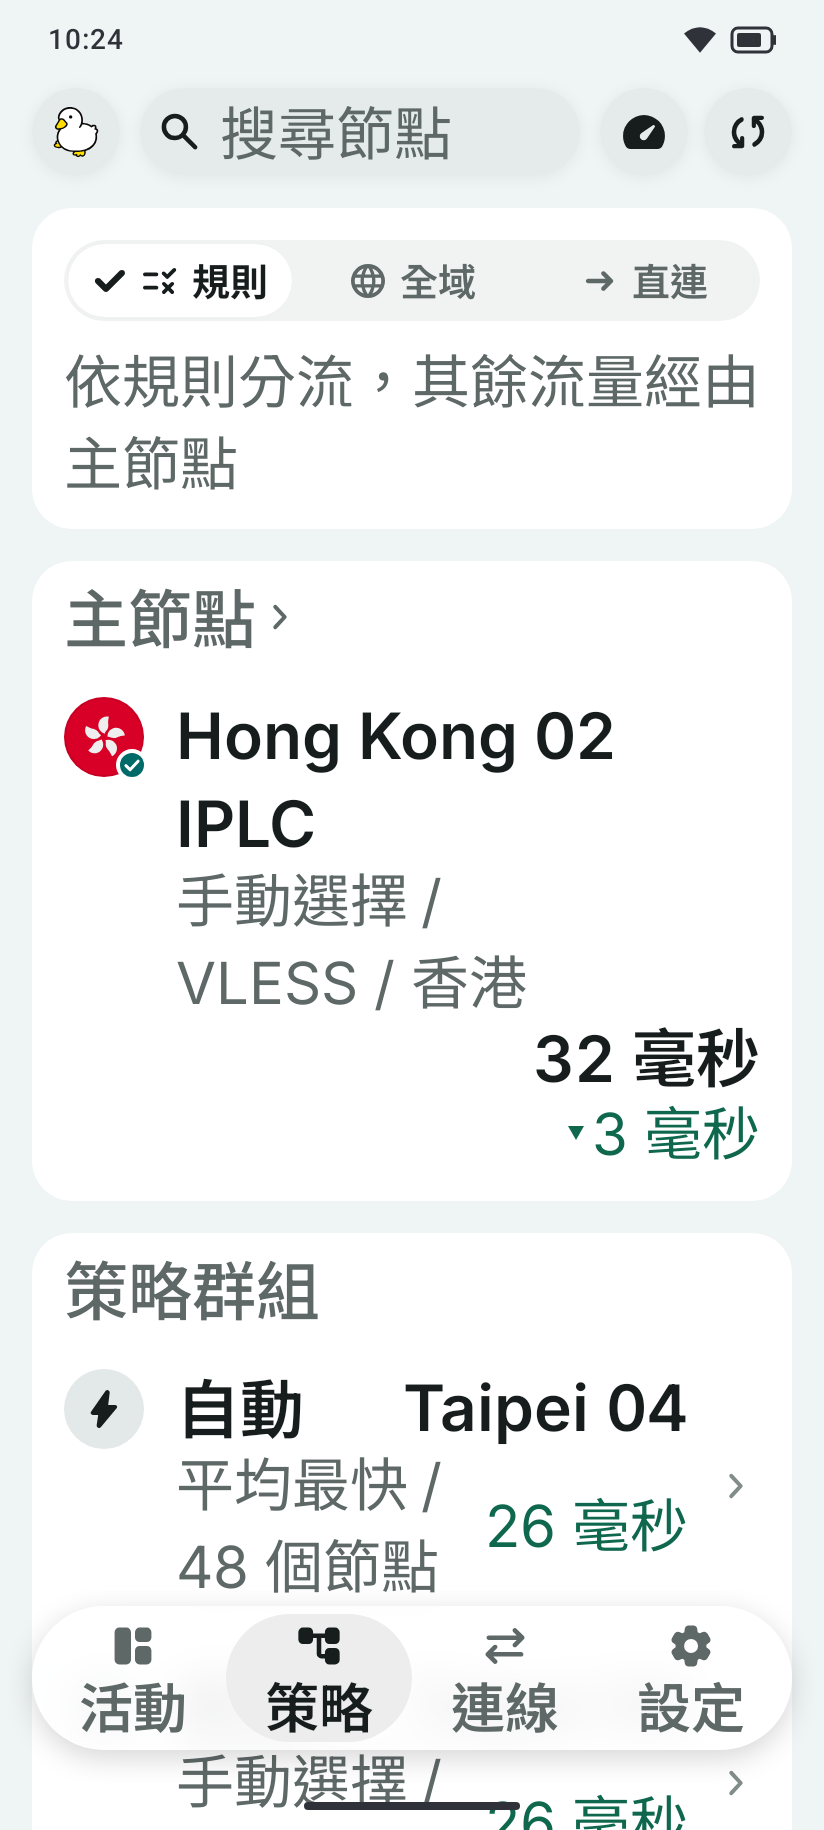 10:24
搜尋節點
規則
全域
直連
依規則分流，其餘流量經由
主節點
主節點
Hong Kong 02
IPLC
手動選擇 /
VLESS / 香港
32 毫秒
3 毫秒
策略群組
自動
Taipei 04
平均最快 /
48 個節點
26 毫秒
活動
策略
連線
設定
手動選擇 /
26 毫秒